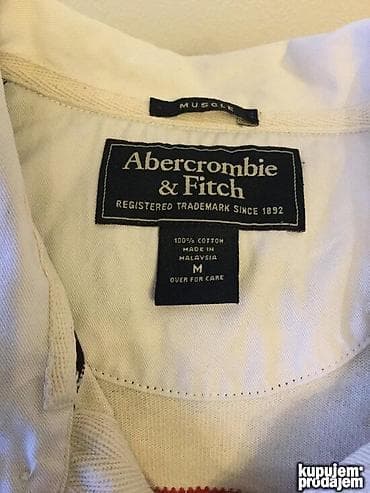 MUSCLE
Abercrombie
& Fitch
REGISTERED TRADEMARK SINCE 1892
100% COTTON
MADE IN
MALAYSIA
M
OVER FOR CARE
kupujem
prodajem